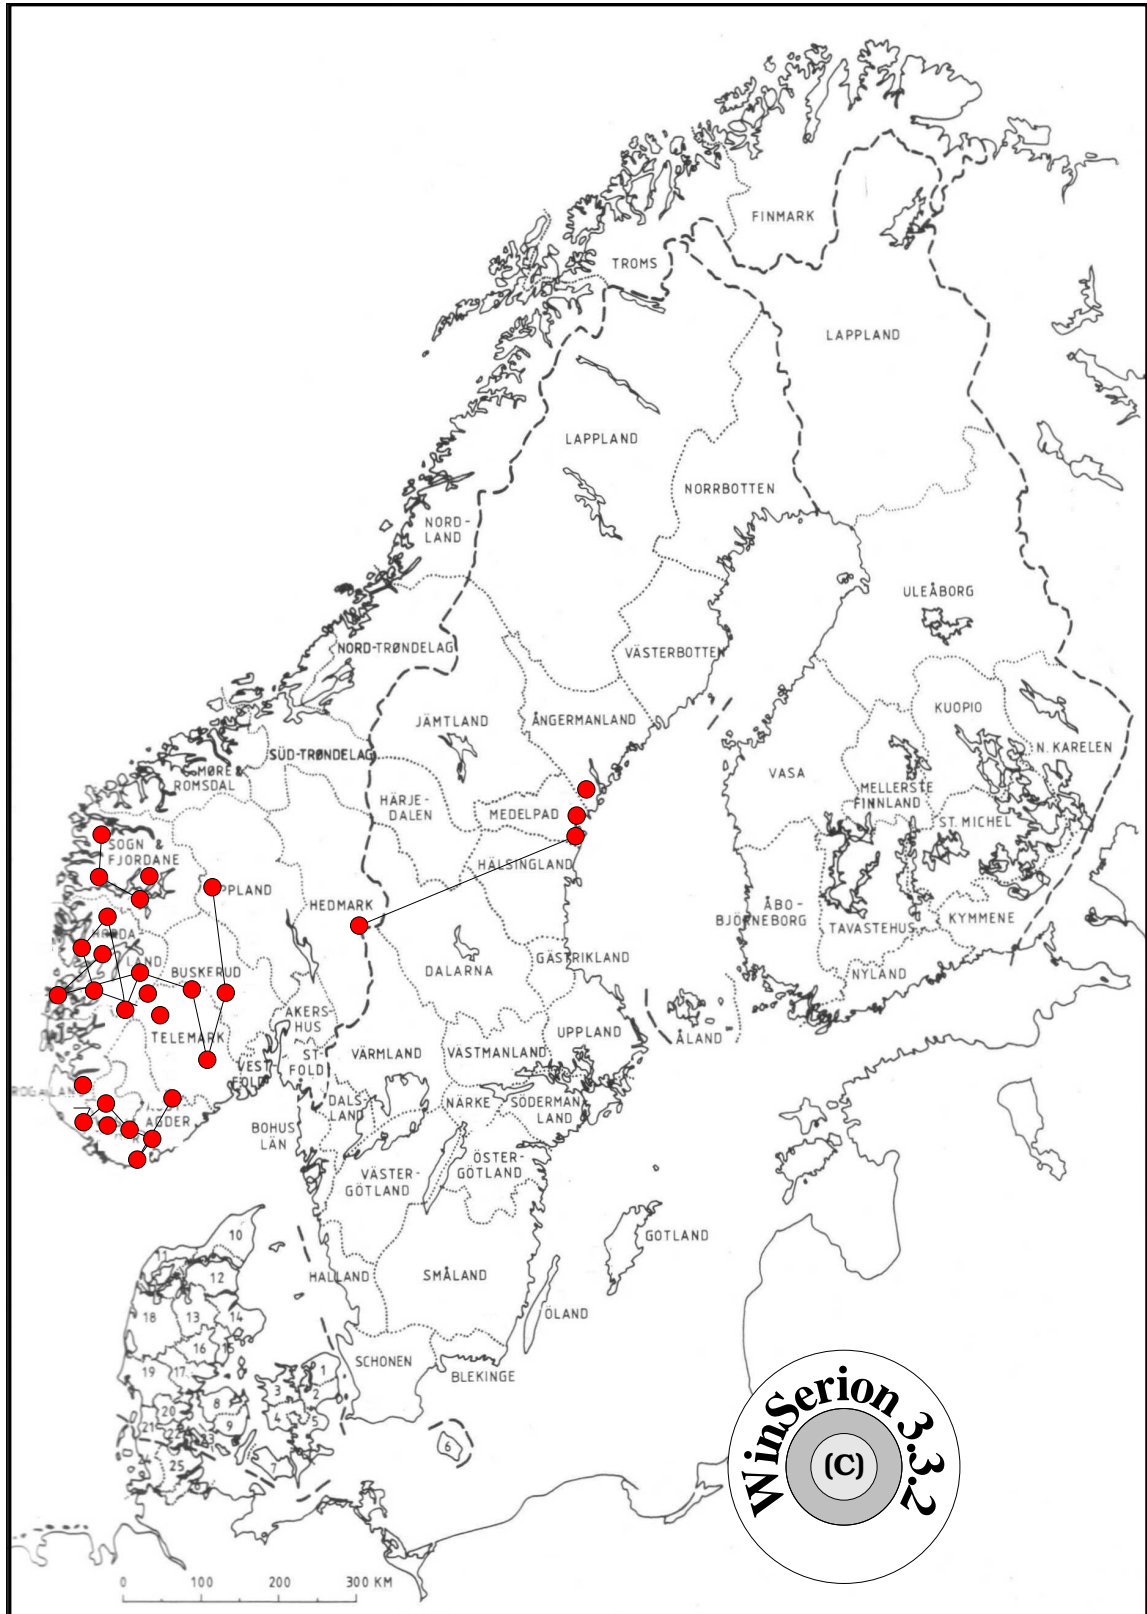 FINMARK
TROMS
LAPPLAND
LAPPLAND
NORRBOTTEN
NORD-
LAND
ULEÅBORG
NORD-TRØNDELAG
VÄSTERBOTTEN
KUOPIO
JÄMTLAND
ÅNGERMANLAND
N. KARELEN
SÜD-TRØNDELAG
VASA
MØRE &
ROMSDAL
MELLERSTE
FINNLAND
HÄRJE-
DALEN
MEDELPAD
ST. MICHEL
SOGN &
FJORDANE
HÄLSINGLAND
HEDMARK
ÅBO-
BJÖRNEBORG
KYMMENE
TAVASTEHUS
LAND
BUSKERUD
DALARNA
GÄSTRIKLAND
NYLAND
AKERS-
HUS
TELEMARK
UPPLAND
ÅLAND
ST-
FOLD
VÄRMLAND
VÄSTMANLAND
VEST
FOLD
DALS
LAND
NÄRKE
SÖDERMAN
LAND
AGDER
BOHUS
LÄN
VÄSTER-
GÖTLAND
ÖSTER-
GÖTLAND
GOTLAND
10
11
12
HALLAND
SMÅLAND
ÖLAND
18
13
14
16
15
SCHONEN
BLEKINGE
19
17
1
3
2
20
8
4
5
21
9
6
25
7
WinSerion 3.3.2
(C)
0 100 200 300 KM